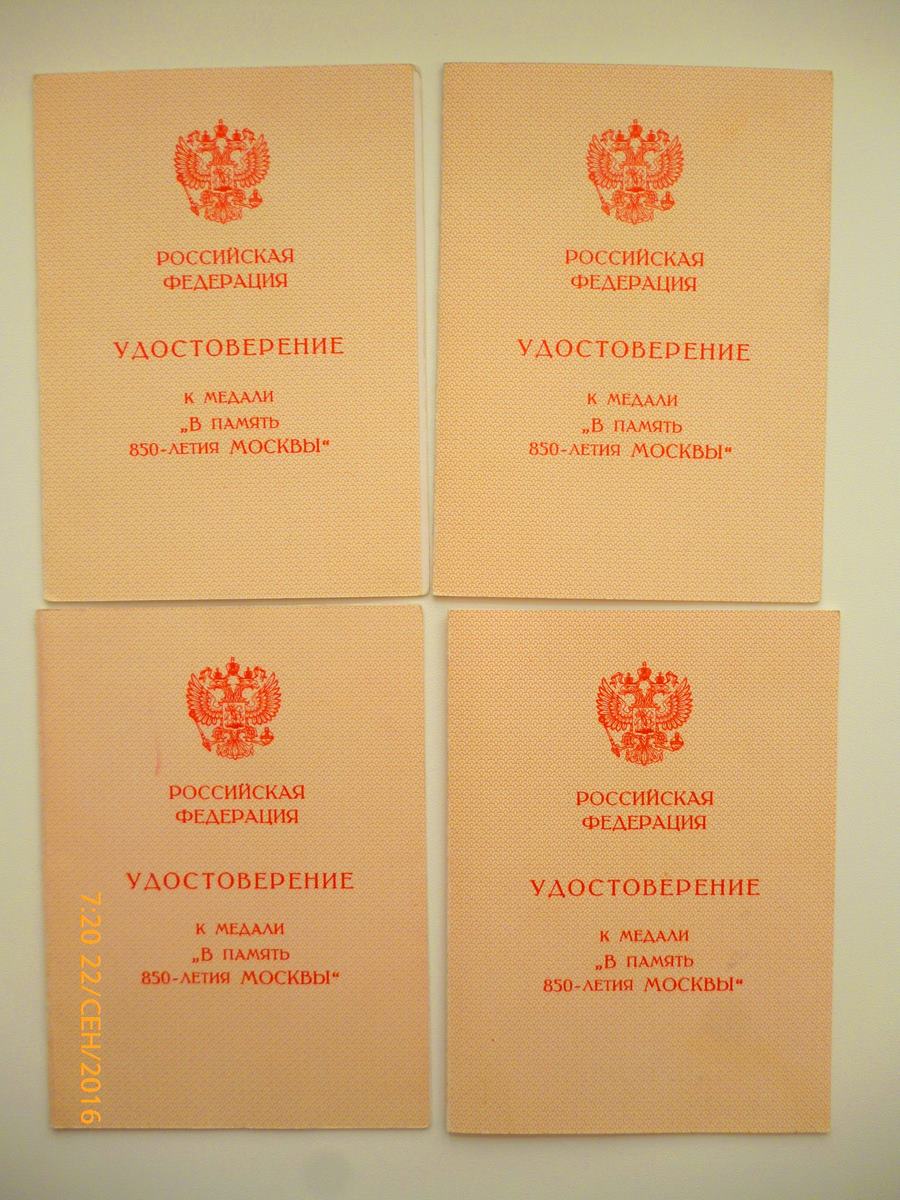 РОССИЙСКАЯ
ФЕДЕРАЦИЯ
УДОСТОВЕРЕНИЕ
К МЕДАЛИ
„В ПАМЯТЬ
850-ЛЕТИЯ МОСКВЫ“
РОССИЙСКАЯ
ФЕДЕРАЦИЯ
УДОСТОВЕРЕНИЕ
К МЕДАЛИ
„В ПАМЯТЬ
850-ЛЕТИЯ МОСКВЫ“
РОССИЙСКАЯ
ФЕДЕРАЦИЯ
УДОСТОВЕРЕНИЕ
К МЕДАЛИ
„В ПАМЯТЬ
850-ЛЕТИЯ МОСКВЫ“
7:20 22/СЕН/2016
РОССИЙСКАЯ
ФЕДЕРАЦИЯ
УДОСТОВЕРЕНИЕ
К МЕДАЛИ
„В ПАМЯТЬ
850-ЛЕТИЯ МОСКВЫ“